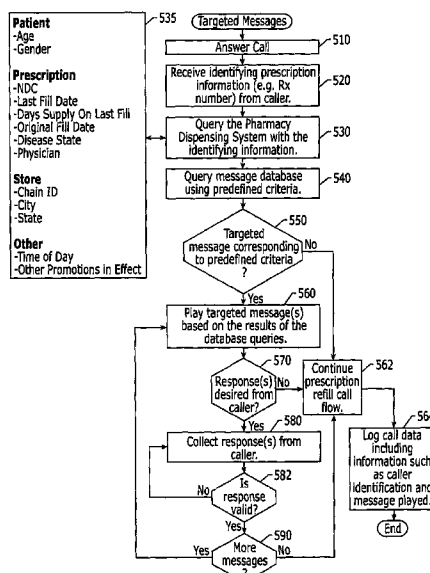 Patient
-Age
-Gender
Prescription
-NDC
-Last Fill Date
-Days Supply On Last Fill
-Original Fill Date
-Disease State
-Physician
Store
-Chain ID
-City
-State
Other
-Time of Day
-Other Promotions in Effect
535
Targeted Messages
Answer Call
510
Receive identifying prescription
information (e.g. Rx
number) from caller.
520
Query the Pharmacy
Dispensing System with the
identifying information.
530
Query message database
using predefined criteria.
540
550
Targeted
message corresponding
to predefined criteria
?
No
Yes
560
Play targeted message(s)
based on the results of the
database queries.
570
Response(s)
desired from
caller?
No
Yes
562
Continue
prescription
refill call
flow.
580
Collect response(s) from
caller.
582
Is
response
valid?
No
Yes
590
More
messages
?
Yes
No
564
Log call data
including
information such
as caller
identification and
message played.
End